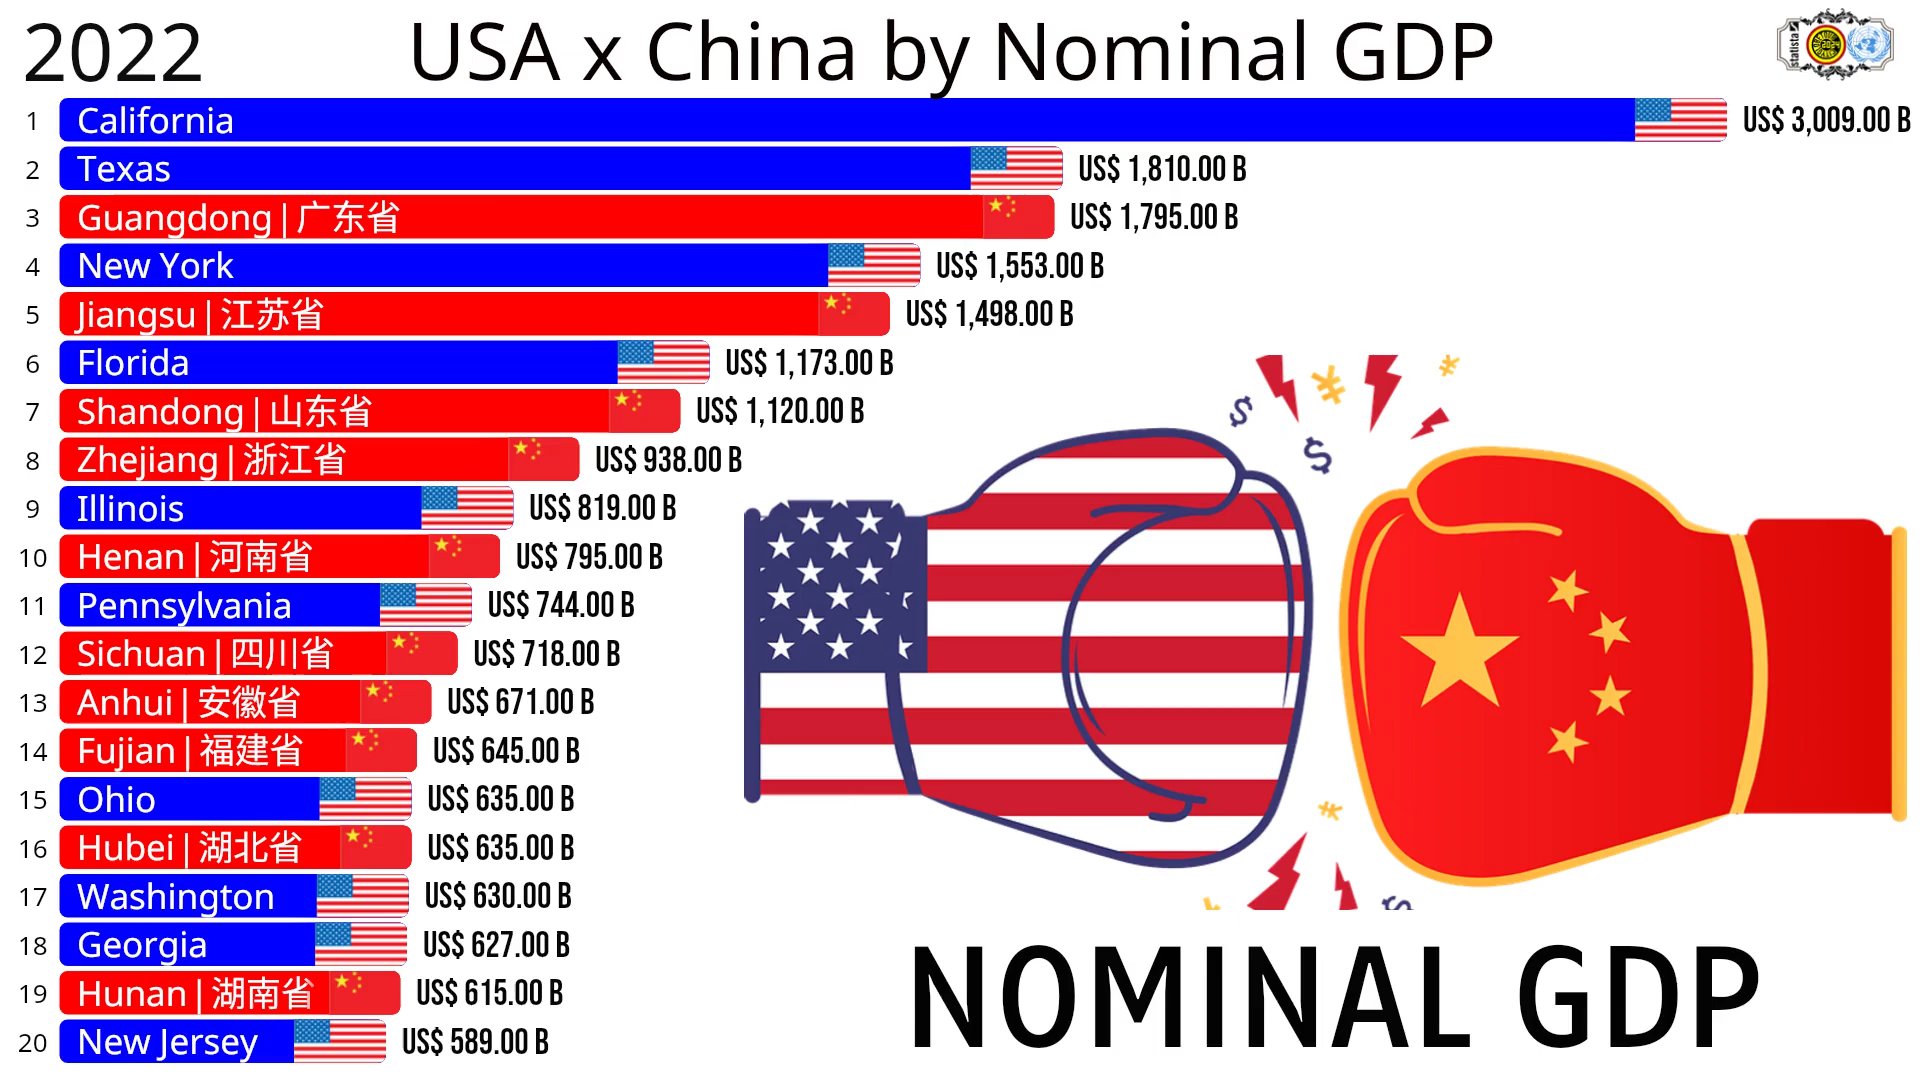 2022
USA x China by Nominal GDP
statista
2024
1 California US$ 3,009.00 B
2 Texas US$ 1,810.00 B
3 Guangdong | 广东省 US$ 1,795.00 B
4 New York US$ 1,553.00 B
5 Jiangsu | 江苏省 US$ 1,498.00 B
6 Florida US$ 1,173.00 B
7 Shandong | 山东省 US$ 1,120.00 B
8 Zhejiang | 浙江省 US$ 938.00 B
9 Illinois US$ 819.00 B
10 Henan | 河南省 US$ 795.00 B
11 Pennsylvania US$ 744.00 B
12 Sichuan | 四川省 US$ 718.00 B
13 Anhui | 安徽省 US$ 671.00 B
14 Fujian | 福建省 US$ 645.00 B
15 Ohio US$ 635.00 B
16 Hubei | 湖北省 US$ 635.00 B
17 Washington US$ 630.00 B
18 Georgia US$ 627.00 B
19 Hunan | 湖南省 US$ 615.00 B
20 New Jersey US$ 589.00 B
NOMINAL GDP